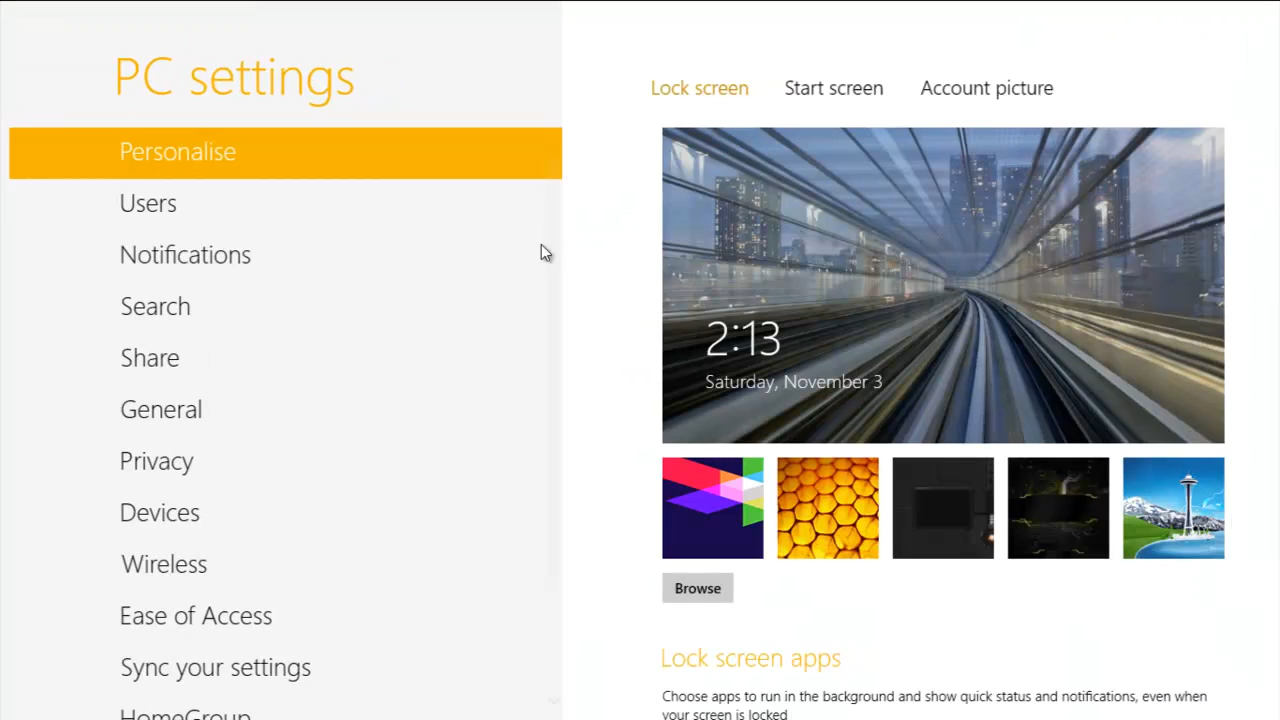 PC settings
Personalise
Users
Notifications
Search
Share
General
Privacy
Devices
Wireless
Ease of Access
Sync your settings
HomeGroup
Lock screen
Start screen
Account picture
2:13
Saturday, November 3
Browse
Lock screen apps
Choose apps to run in the background and show quick status and notifications, even when
your screen is locked